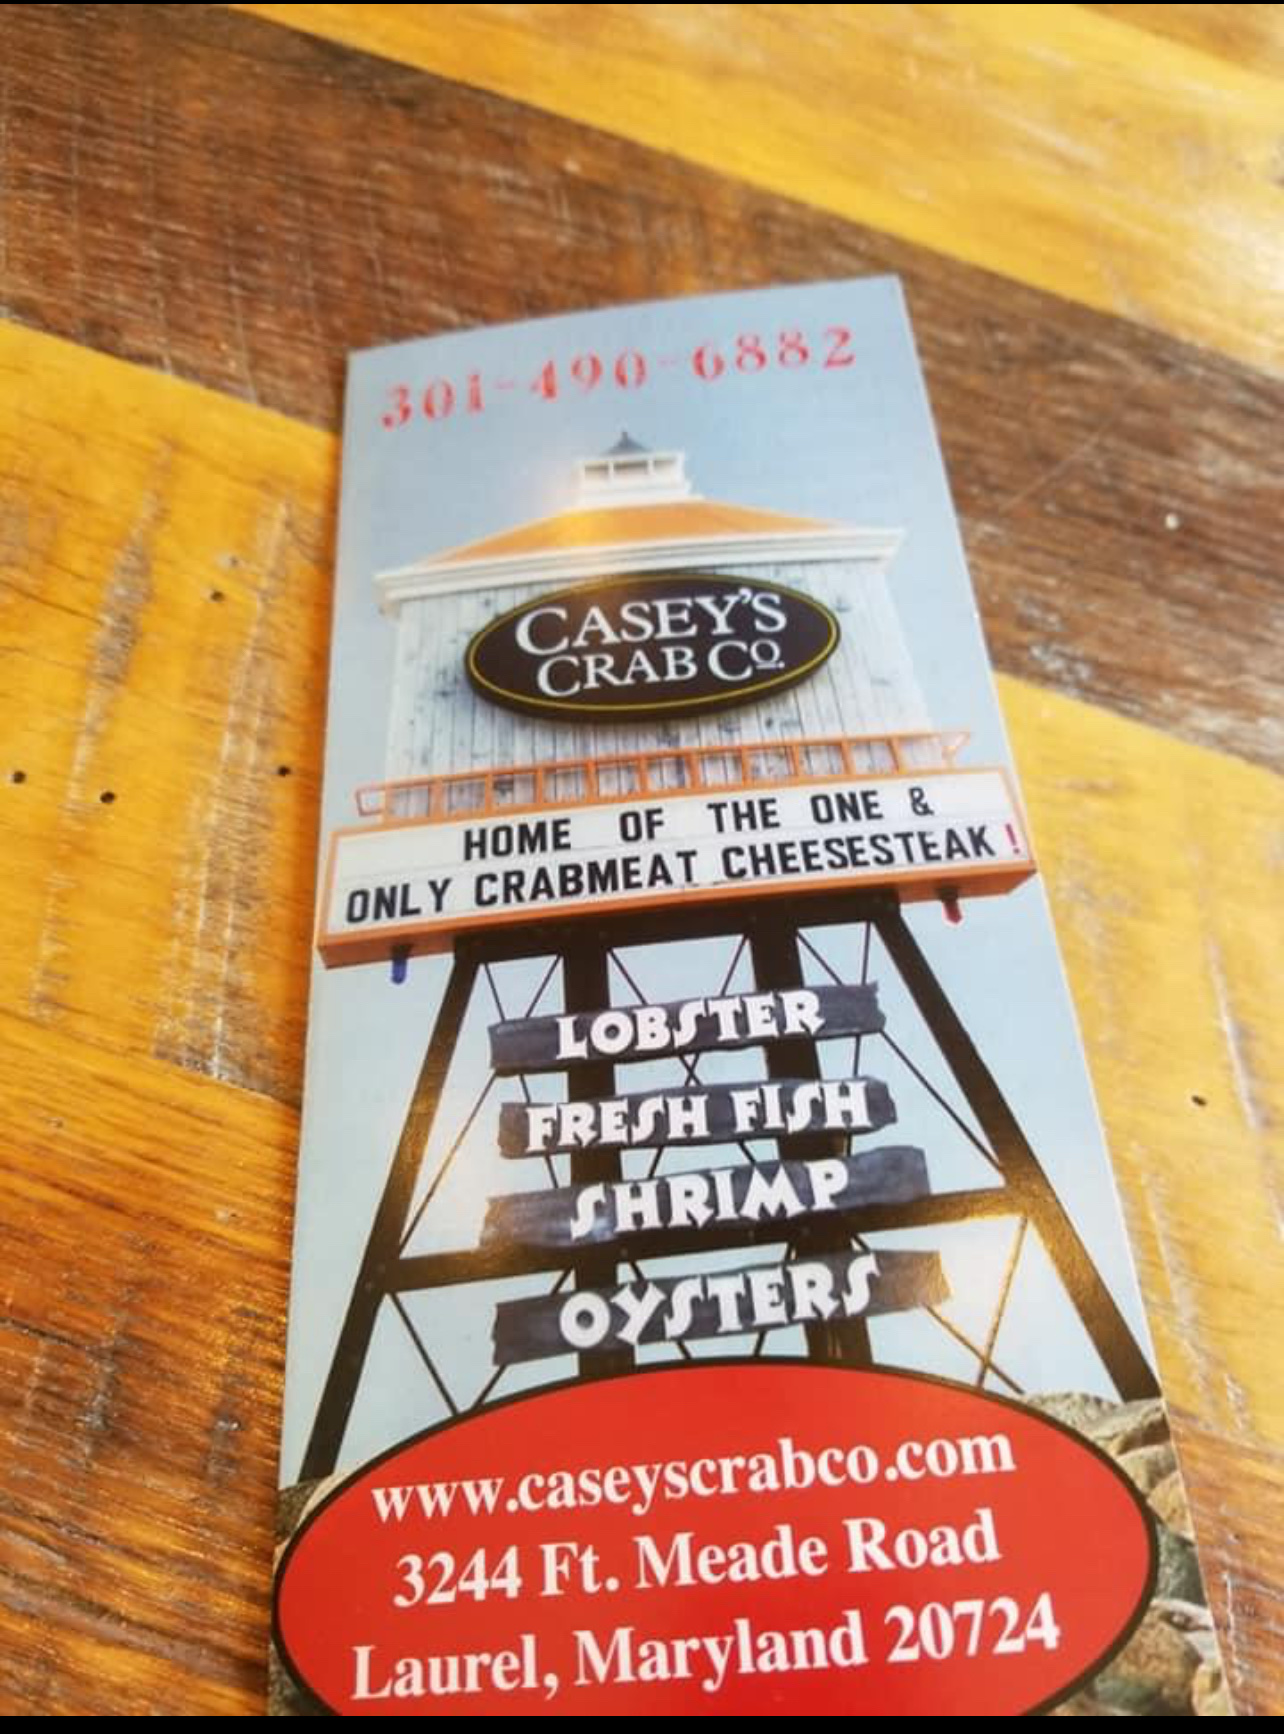 301-490-6882
CASEY'S
CRAB CO.
HOME OF THE ONE &
ONLY CRABMEAT CHEESESTEAK!
LOBSTER
FRESH FISH
SHRIMP
OYSTERS
www.caseyscrabco.com
3244 Ft. Meade Road
Laurel, Maryland 20724